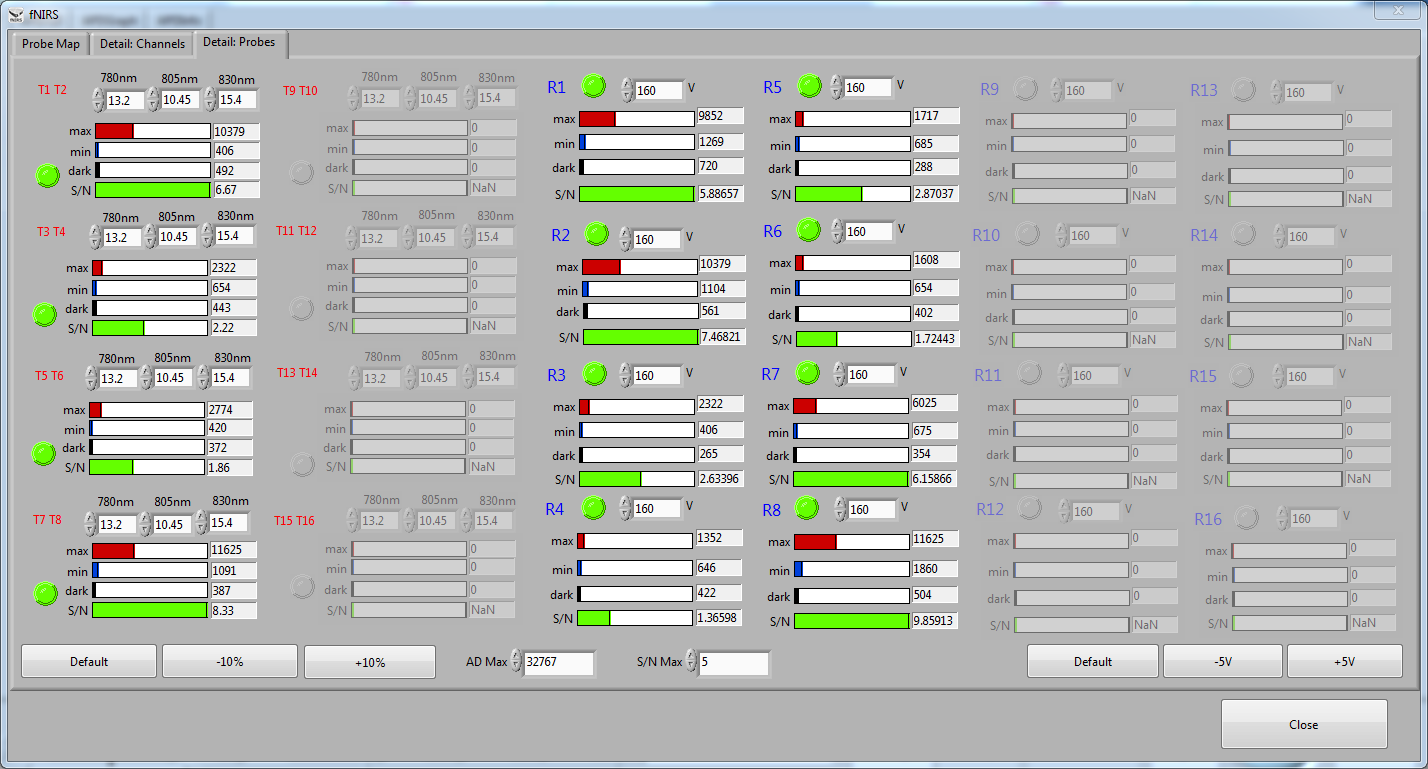 fNIRS
Probe Map Detail: Channels Detail: Probes
T1 T2
780nm 805nm 830nm
13.2 10.45 15.4
max 10379
min 406
dark 492
S/N 6.67
T3 T4
780nm 805nm 830nm
13.2 10.45 15.4
max 2322
min 654
dark 443
S/N 2.22
T5 T6
780nm 805nm 830nm
13.2 10.45 15.4
max 2774
min 420
dark 372
S/N 1.86
T7 T8
780nm 805nm 830nm
13.2 10.45 15.4
max 11625
min 1091
dark 387
S/N 8.33
T9 T10
780nm 805nm 830nm
13.2 10.45 15.4
max 0
min 0
dark 0
S/N NaN
T11 T12
780nm 805nm 830nm
13.2 10.45 15.4
max 0
min 0
dark 0
S/N NaN
T13 T14
780nm 805nm 830nm
13.2 10.45 15.4
max 0
min 0
dark 0
S/N NaN
T15 T16
780nm 805nm 830nm
13.2 10.45 15.4
max 0
min 0
dark 0
S/N NaN
R1 160 V
max 9852
min 1269
dark 720
S/N 5.88657
R2 160 V
max 10379
min 1104
dark 561
S/N 7.46821
R3 160 V
max 2322
min 406
dark 265
S/N 2.63396
R4 160 V
max 1352
min 646
dark 422
S/N 1.36598
R5 160 V
max 1717
min 685
dark 288
S/N 2.87037
R6 160 V
max 1608
min 654
dark 402
S/N 1.72443
R7 160 V
max 6025
min 675
dark 354
S/N 6.15866
R8 160 V
max 11625
min 1860
dark 504
S/N 9.85913
R9 160 V
max 0
min 0
dark 0
S/N NaN
R10 160 V
max 0
min 0
dark 0
S/N NaN
R11 160 V
max 0
min 0
dark 0
S/N NaN
R12 160 V
max 0
min 0
dark 0
S/N NaN
R13 160 V
max 0
min 0
dark 0
S/N NaN
R14 160 V
max 0
min 0
dark 0
S/N NaN
R15 160 V
max 0
min 0
dark 0
S/N NaN
R16 160 V
max 0
min 0
dark 0
S/N NaN
Default -10% +10% AD Max 32767 S/N Max 5 Default -5V +5V
Close